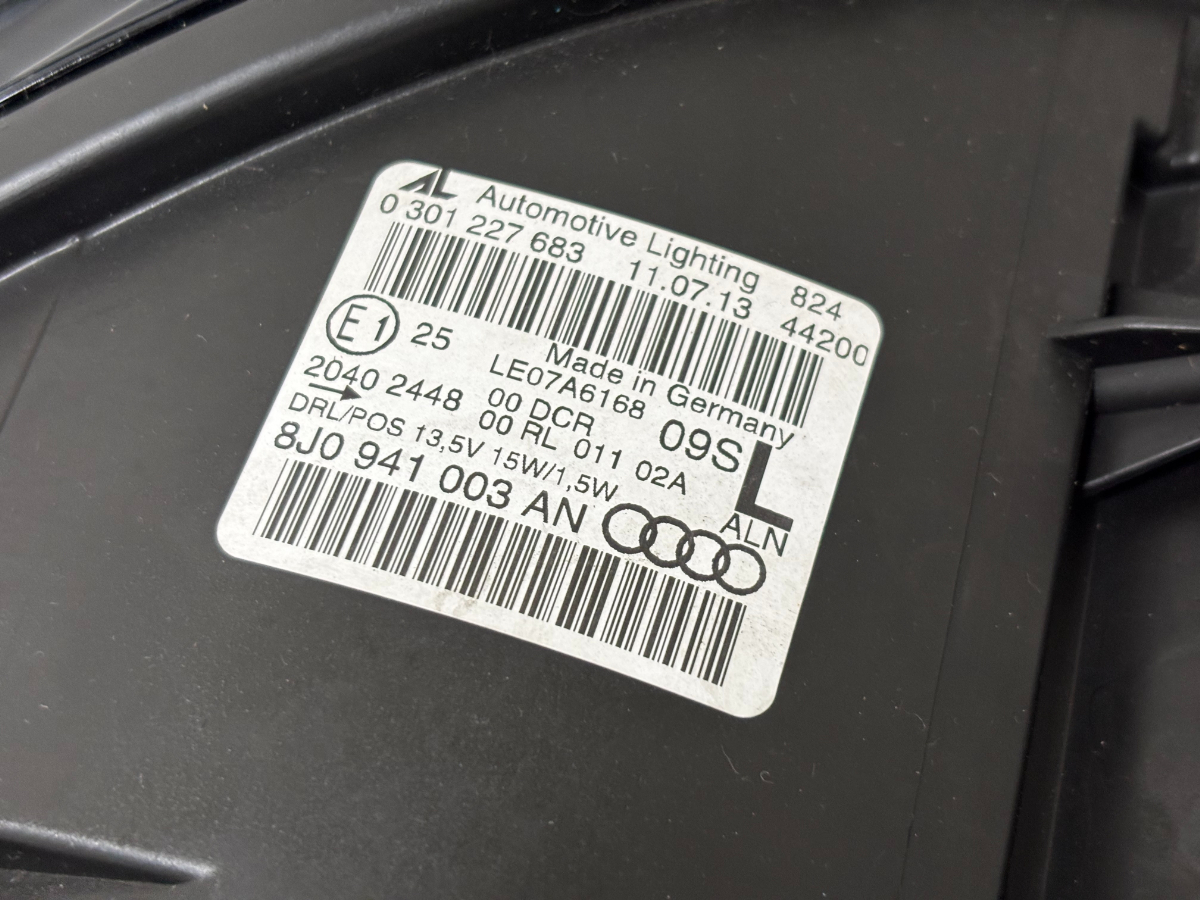 AL Automotive Lighting 824
0 301 227 683 11.07.13 44200
E1 25 Made in Germany
LE07A6168
2040 2448 00 DCR 09S L
00 RL 011 02A
DRL/POS 13,5V 15W/1,5W ALN
8J0 941 003 AN